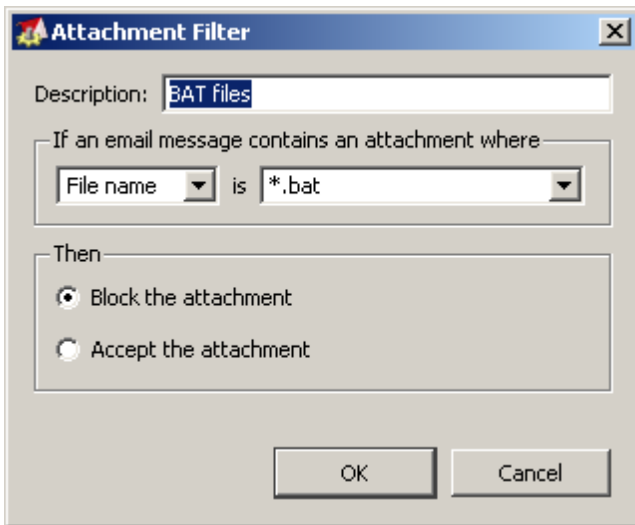 Attachment Filter
Description: BAT files
If an email message contains an attachment where
File name is *.bat
Then
Block the attachment
Accept the attachment
OK Cancel